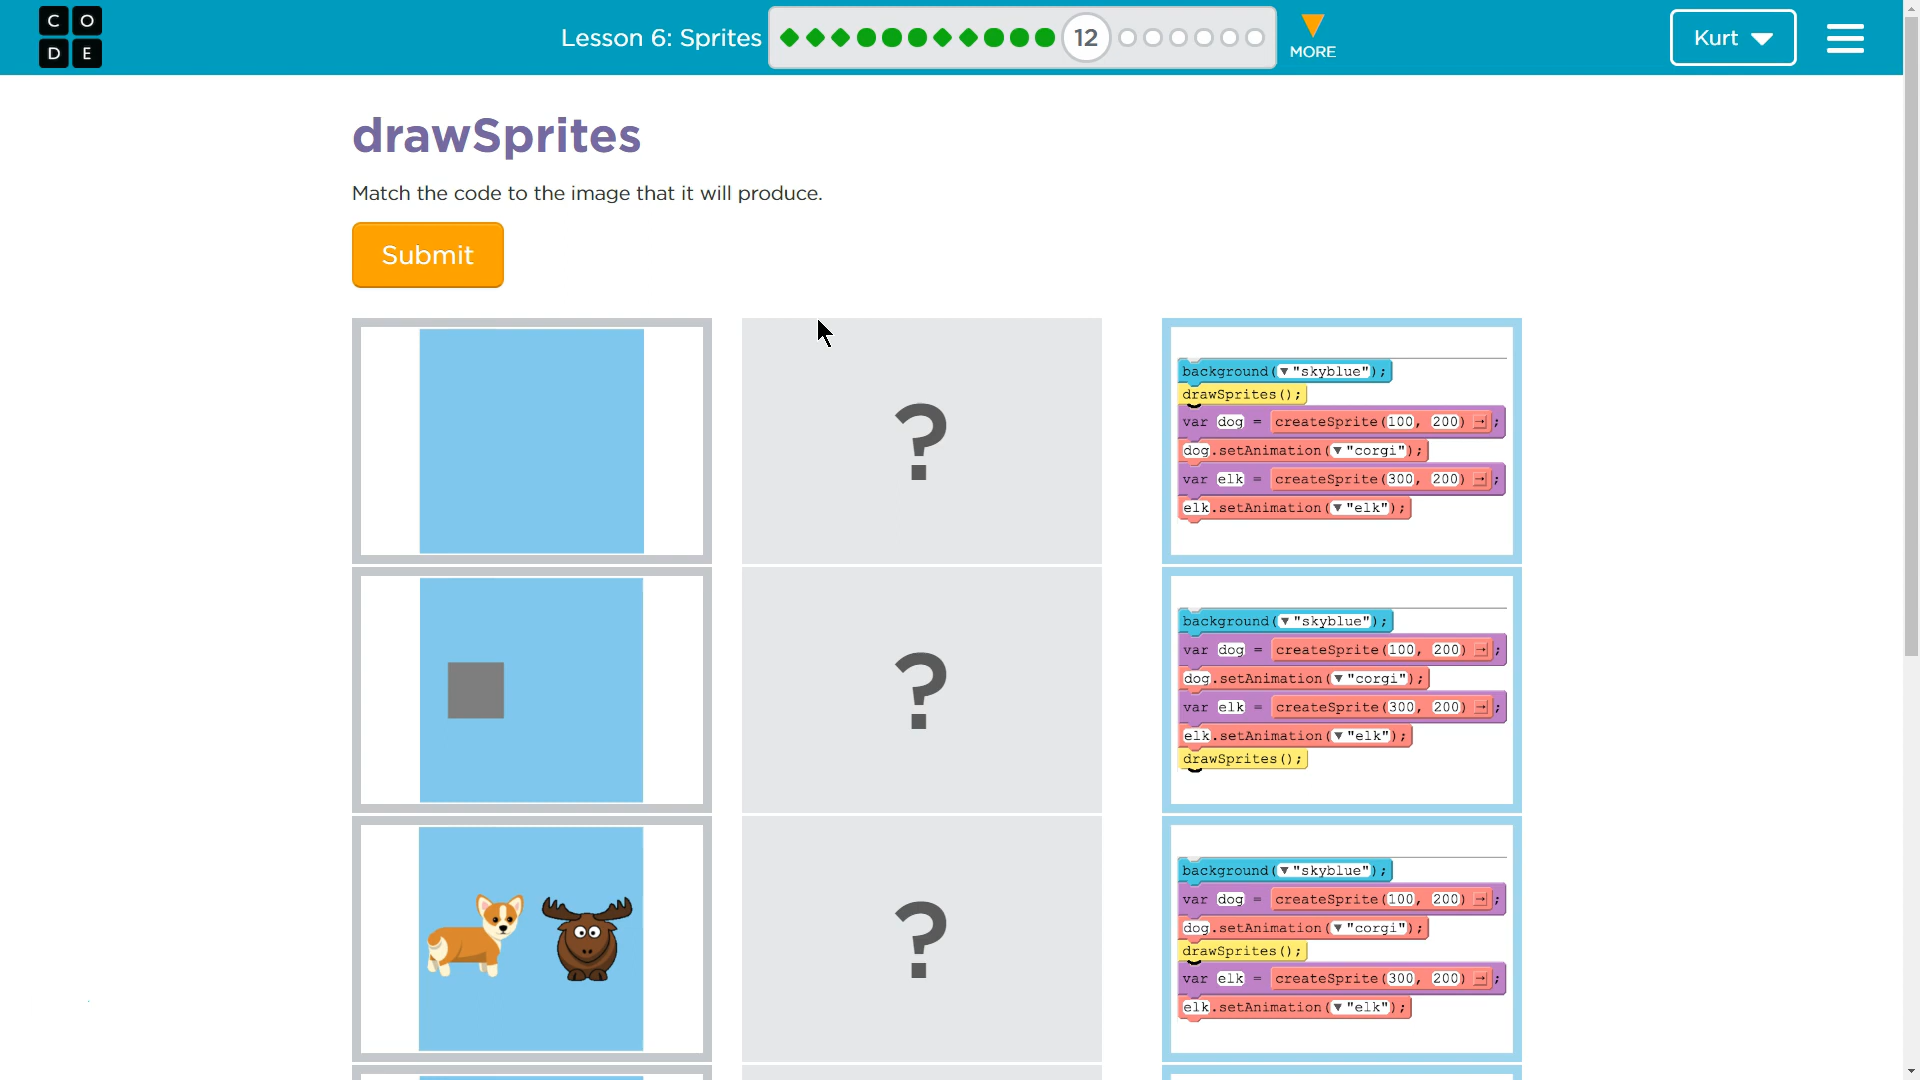 CO
DE
Lesson 6: Sprites
12
MORE
Kurt
drawSprites
Match the code to the image that it will produce.
Submit
?
background(▼"skyblue");
drawSprites();
var dog = createSprite(100, 200) →;
dog.setAnimation(▼"corgi");
var elk = createSprite(300, 200) →;
elk.setAnimation(▼"elk");
?
background(▼"skyblue");
var dog = createSprite(100, 200) →;
dog.setAnimation(▼"corgi");
var elk = createSprite(300, 200) →;
elk.setAnimation(▼"elk");
drawSprites();
?
background(▼"skyblue");
var dog = createSprite(100, 200) →;
dog.setAnimation(▼"corgi");
drawSprites();
var elk = createSprite(300, 200) →;
elk.setAnimation(▼"elk");